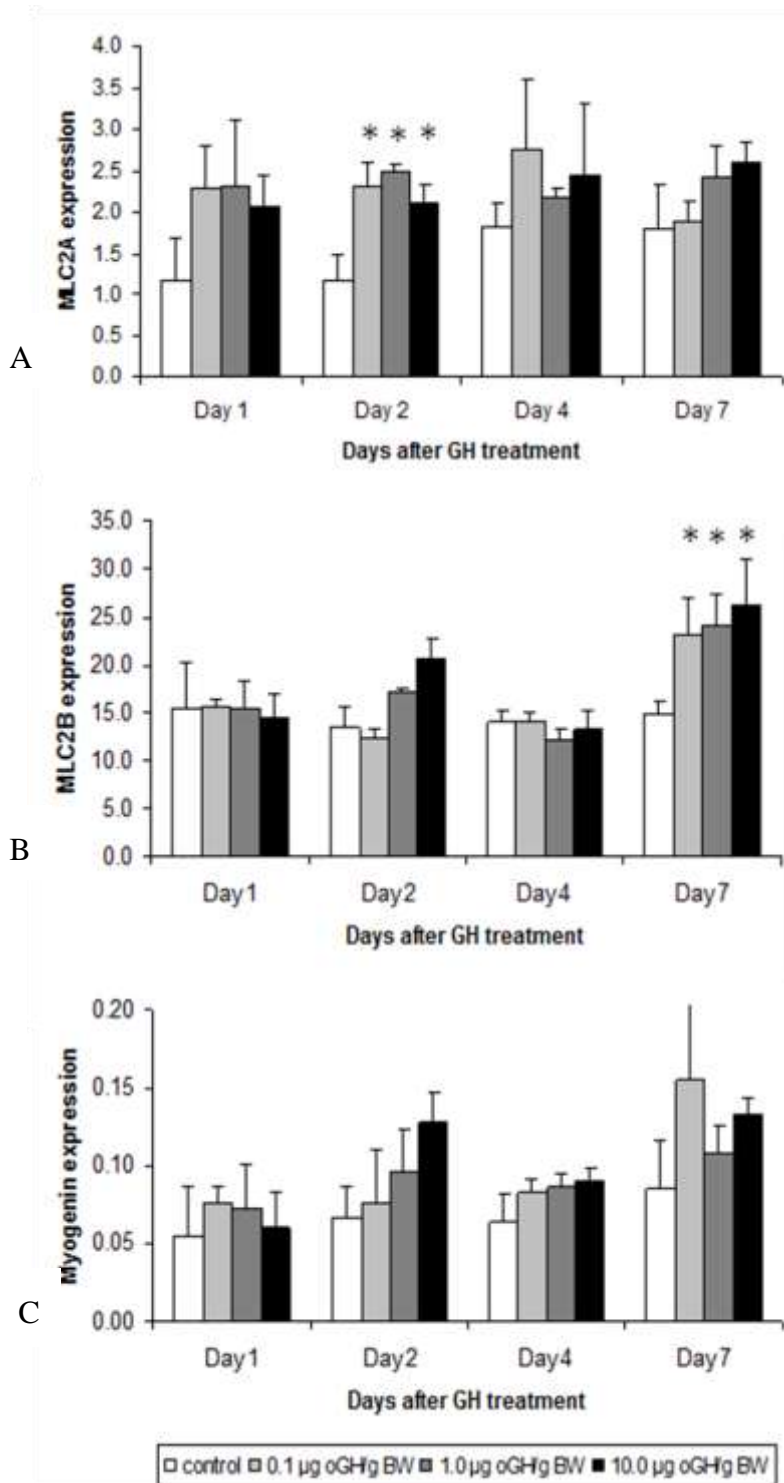 4.0
3.5
3.0
2.5
2.0
1.5
1.0
0.5
0.0
MLC2A expression
* * *
A
Day 1 Day 2 Day 4 Day 7
Days after GH treatment
35.0
30.0
25.0
20.0
15.0
10.0
5.0
0.0
MLC2B expression
* * *
B
Day1 Day2 Day4 Day7
Days after GH treatment
0.20
0.15
0.10
0.05
0.00
Myogenin expression
C
Day1 Day2 Day4 Day7
Days after GH treatment
control 0.1 µg oGH/g BW 1.0 µg oGH/g BW 10.0 µg oGH/g BW